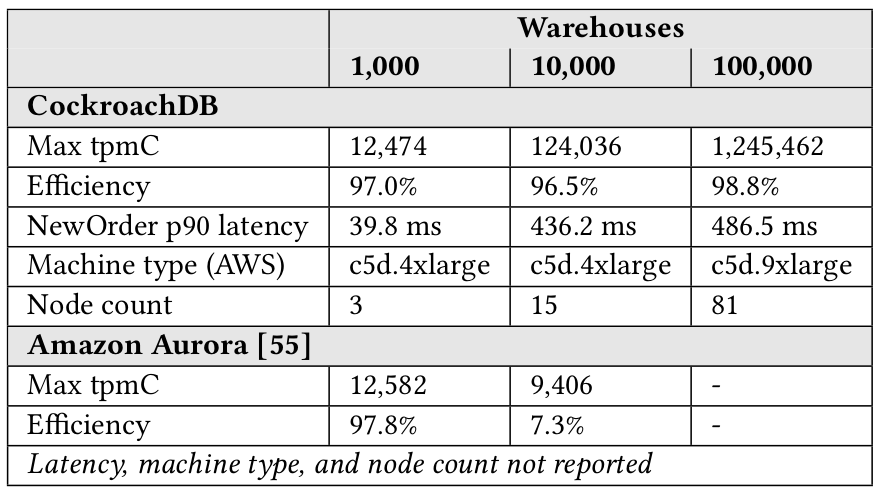 Warehouses
1,000 10,000 100,000
CockroachDB
Max tpmC 12,474 124,036 1,245,462
Efficiency 97.0% 96.5% 98.8%
NewOrder p90 latency 39.8 ms 436.2 ms 486.5 ms
Machine type (AWS) c5d.4xlarge c5d.4xlarge c5d.9xlarge
Node count 3 15 81
Amazon Aurora [55]
Max tpmC 12,582 9,406 -
Efficiency 97.8% 7.3% -
Latency, machine type, and node count not reported